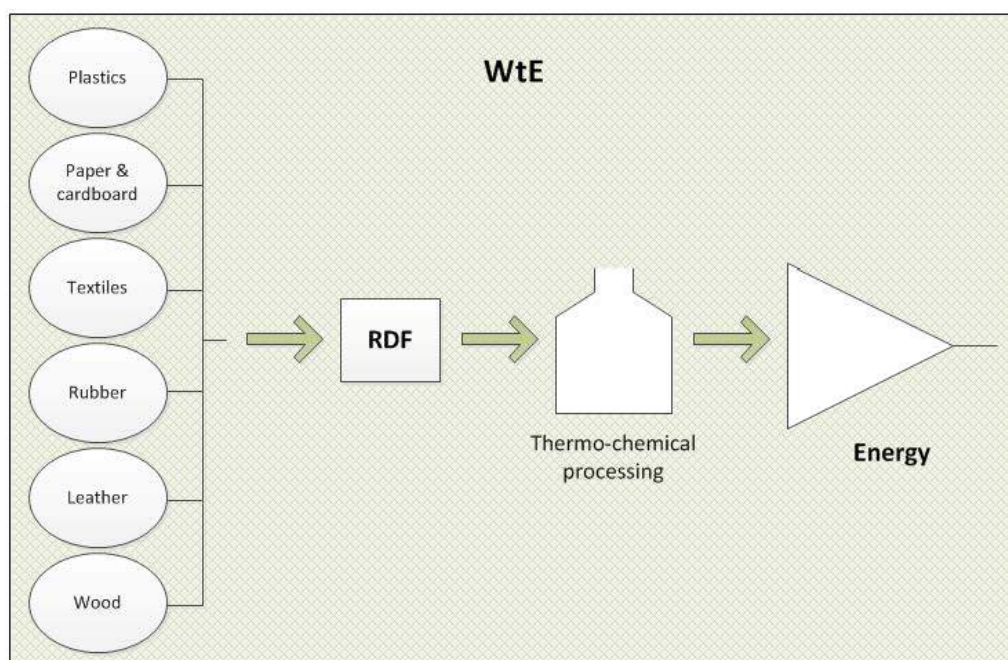 WtE
Plastics
Paper &
cardboard
Textiles
Rubber
Leather
Wood
RDF
Thermo-chemical
processing
Energy